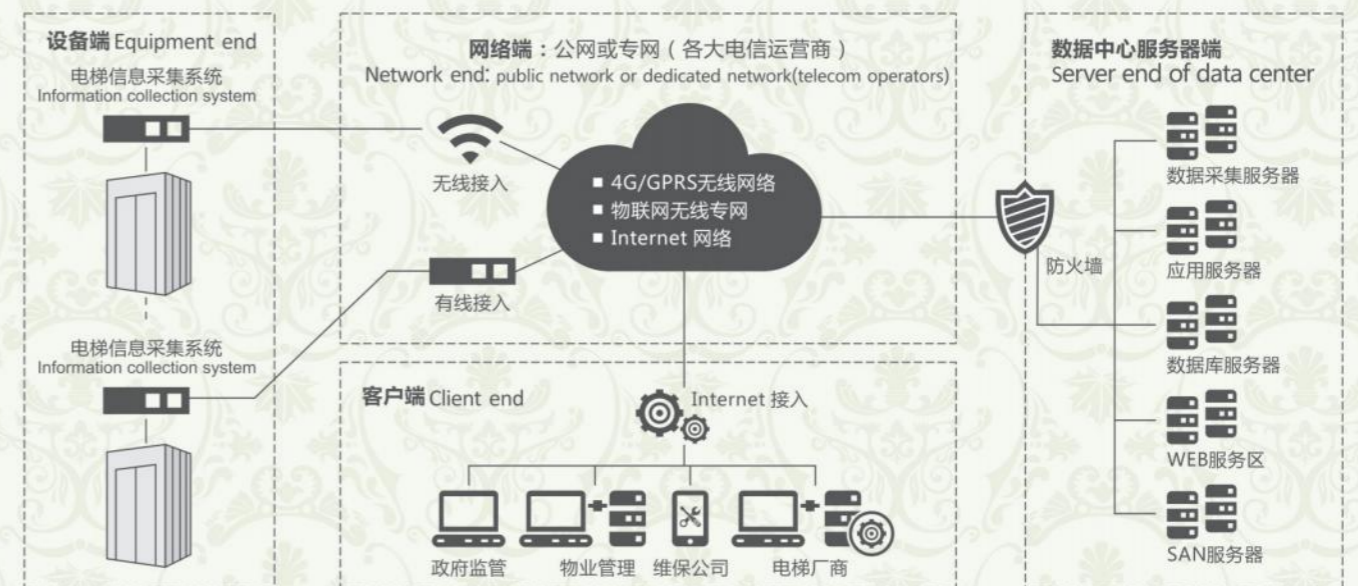 设备端 Equipment end
电梯信息采集系统
Information collection system
电梯信息采集系统
Information collection system
网络端：公网或专网（各大电信运营商）
Network end: public network or dedicated network(telecom operators)
无线接入
有线接入
■ 4G/GPRS无线网络
■ 物联网无线专网
■ Internet 网络
客户端 Client end
Internet 接入
政府监管
物业管理
维保公司
电梯厂商
数据中心服务器端
Server end of data center
防火墙
数据采集服务器
应用服务器
数据库服务器
WEB服务区
SAN服务器